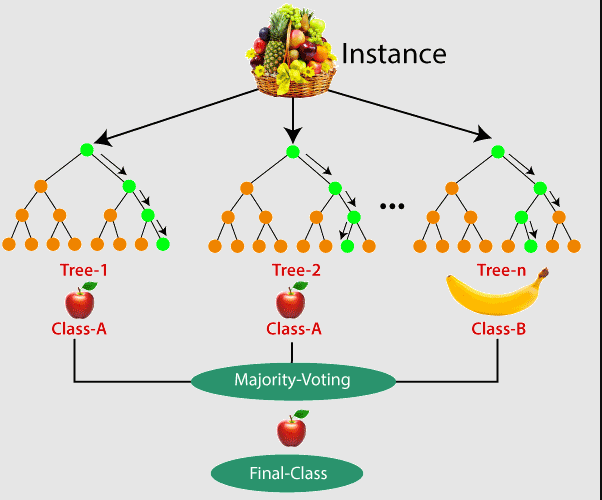 Instance
...
Tree-1
Tree-2
Tree-n
Class-A
Class-A
Class-B
Majority-Voting
Final-Class